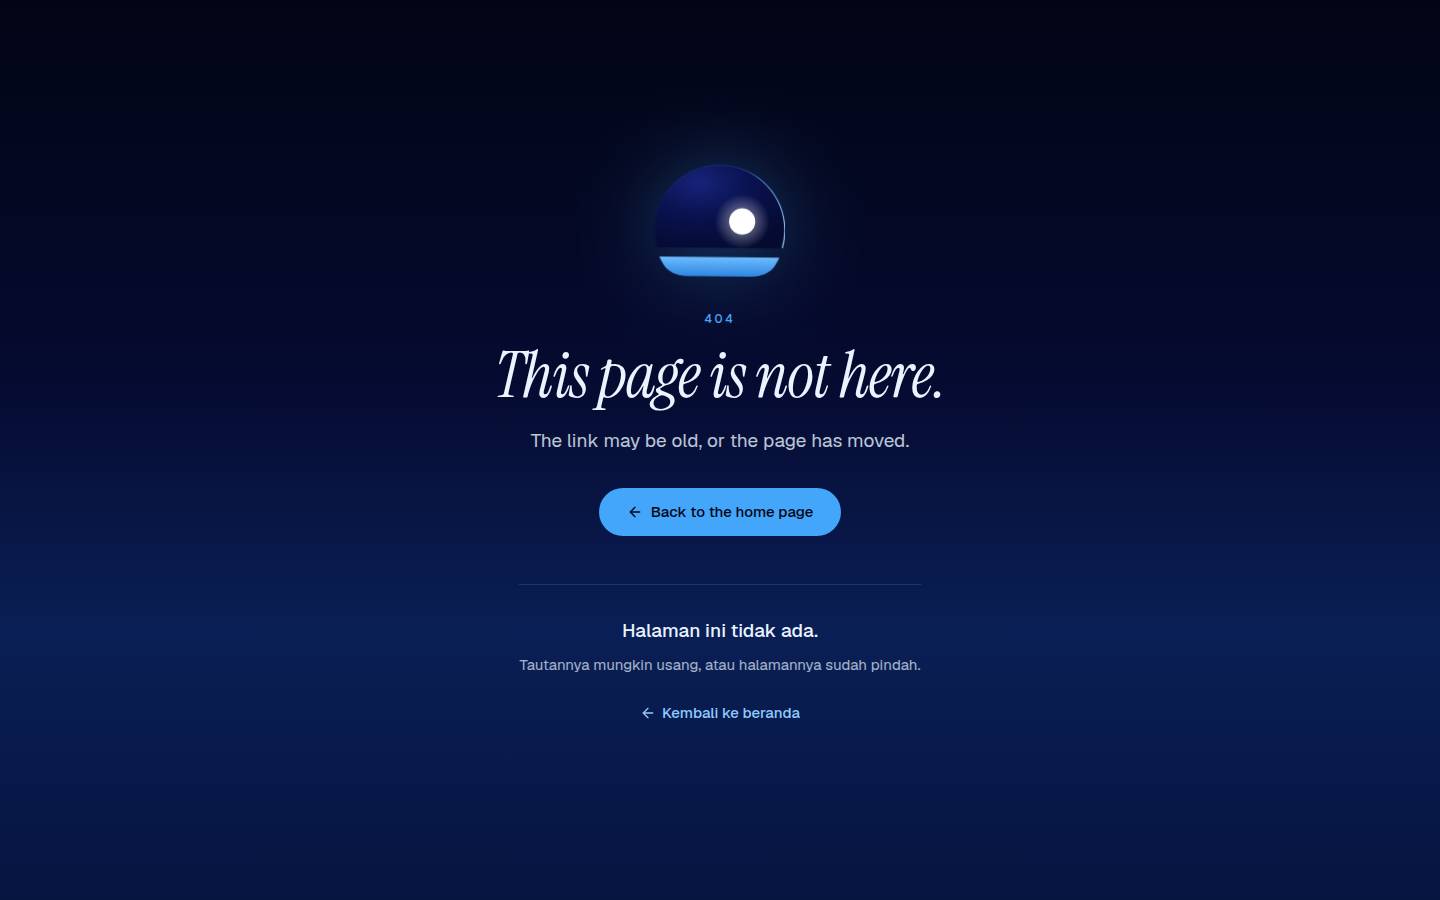 404
This page is not here.
The link may be old, or the page has moved.
← Back to the home page
Halaman ini tidak ada.
Tautannya mungkin usang, atau halamannya sudah pindah.
← Kembali ke beranda